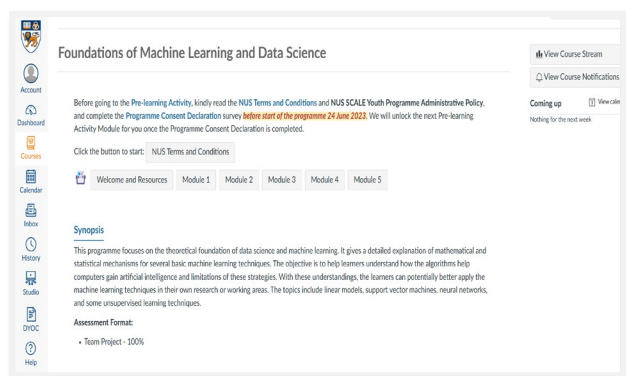 Foundations of Machine Learning and Data Science
View Course Stream
View Course Notifications
Coming up
View cale
Nothing for the next week
Account
Dashboard
Courses
Calendar
Inbox
History
Studio
DYOC
Help
Before going to the Pre-learning Activity, kindly read the NUS Terms and Conditions and NUS SCALE Youth Programme Administrative Policy,
and complete the Programme Consent Declaration survey before start of the programme 24 June 2023. We will unlock the next Pre-learning
Activity Module for you once the Programme Consent Declaration is completed.
Click the button to start: NUS Terms and Conditions
Welcome and Resources Module 1 Module 2 Module 3 Module 4 Module 5
Synopsis
This programme focuses on the theoretical foundation of data science and machine learning. It gives a detailed explanation of mathematical and
statistical mechanisms for several basic machine learning techniques. The objective is to help learners understand how the algorithms help
computers gain artificial intelligence and limitations of these strategies. With these understandings, the learners can potentially better apply the
machine learning techniques in their own research or working areas. The topics include linear models, support vector machines, neural networks,
and some unsupervised learning techniques.
Assessment Format:
• Team Project - 100%